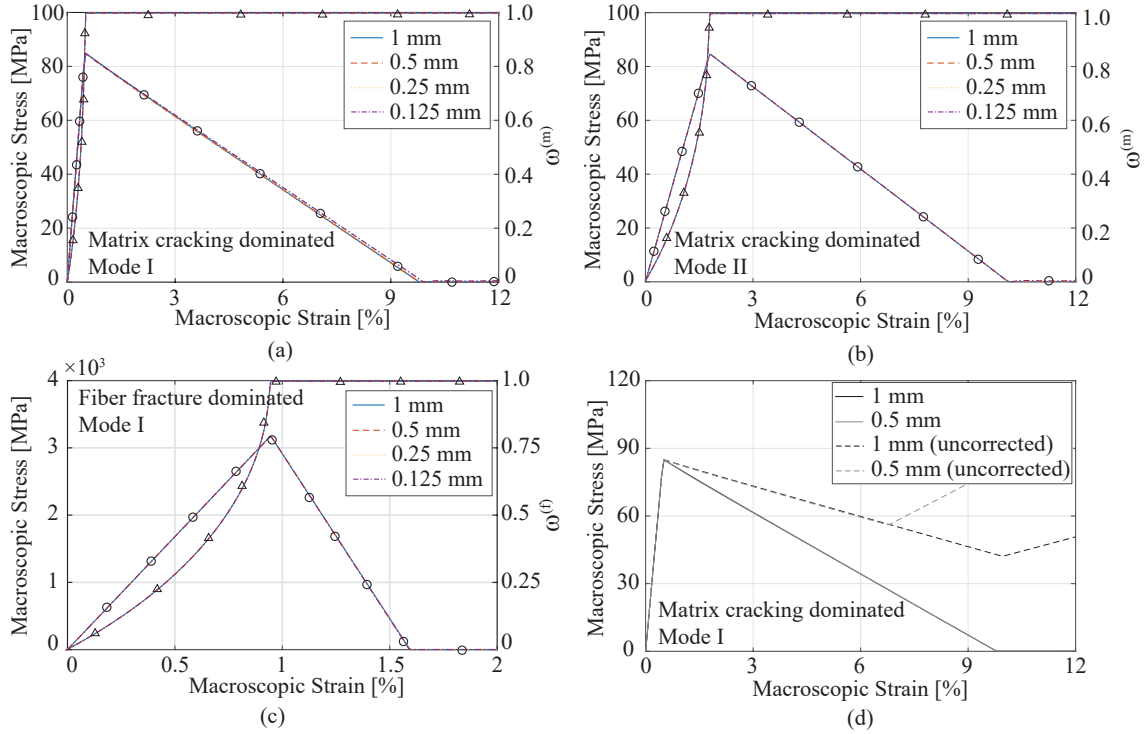 Macroscopic Stress [MPa]
100
80
60
40
20
0
1.0
0.8
0.6
0.4
0.2
0
ω(m)
1 mm
0.5 mm
0.25 mm
0.125 mm
Matrix cracking dominated
Mode I
0
3
6
9
12
Macroscopic Strain [%]
(a)
Macroscopic Stress [MPa]
100
80
60
40
20
0
1.0
0.8
0.6
0.4
0.2
0
ω(m)
1 mm
0.5 mm
0.25 mm
0.125 mm
Matrix cracking dominated
Mode II
0
3
6
9
12
Macroscopic Strain [%]
(b)
×10³
Macroscopic Stress [MPa]
4
3
2
1
0
1.0
0.75
0.5
0.25
0
ω(f)
Fiber fracture dominated
Mode I
1 mm
0.5 mm
0.25 mm
0.125 mm
0
0.5
1
1.5
2
Macroscopic Strain [%]
(c)
Macroscopic Stress [MPa]
120
90
60
30
0
1 mm
0.5 mm
1 mm (uncorrected)
0.5 mm (uncorrected)
Matrix cracking dominated
Mode I
0
3
6
9
12
Macroscopic Strain [%]
(d)